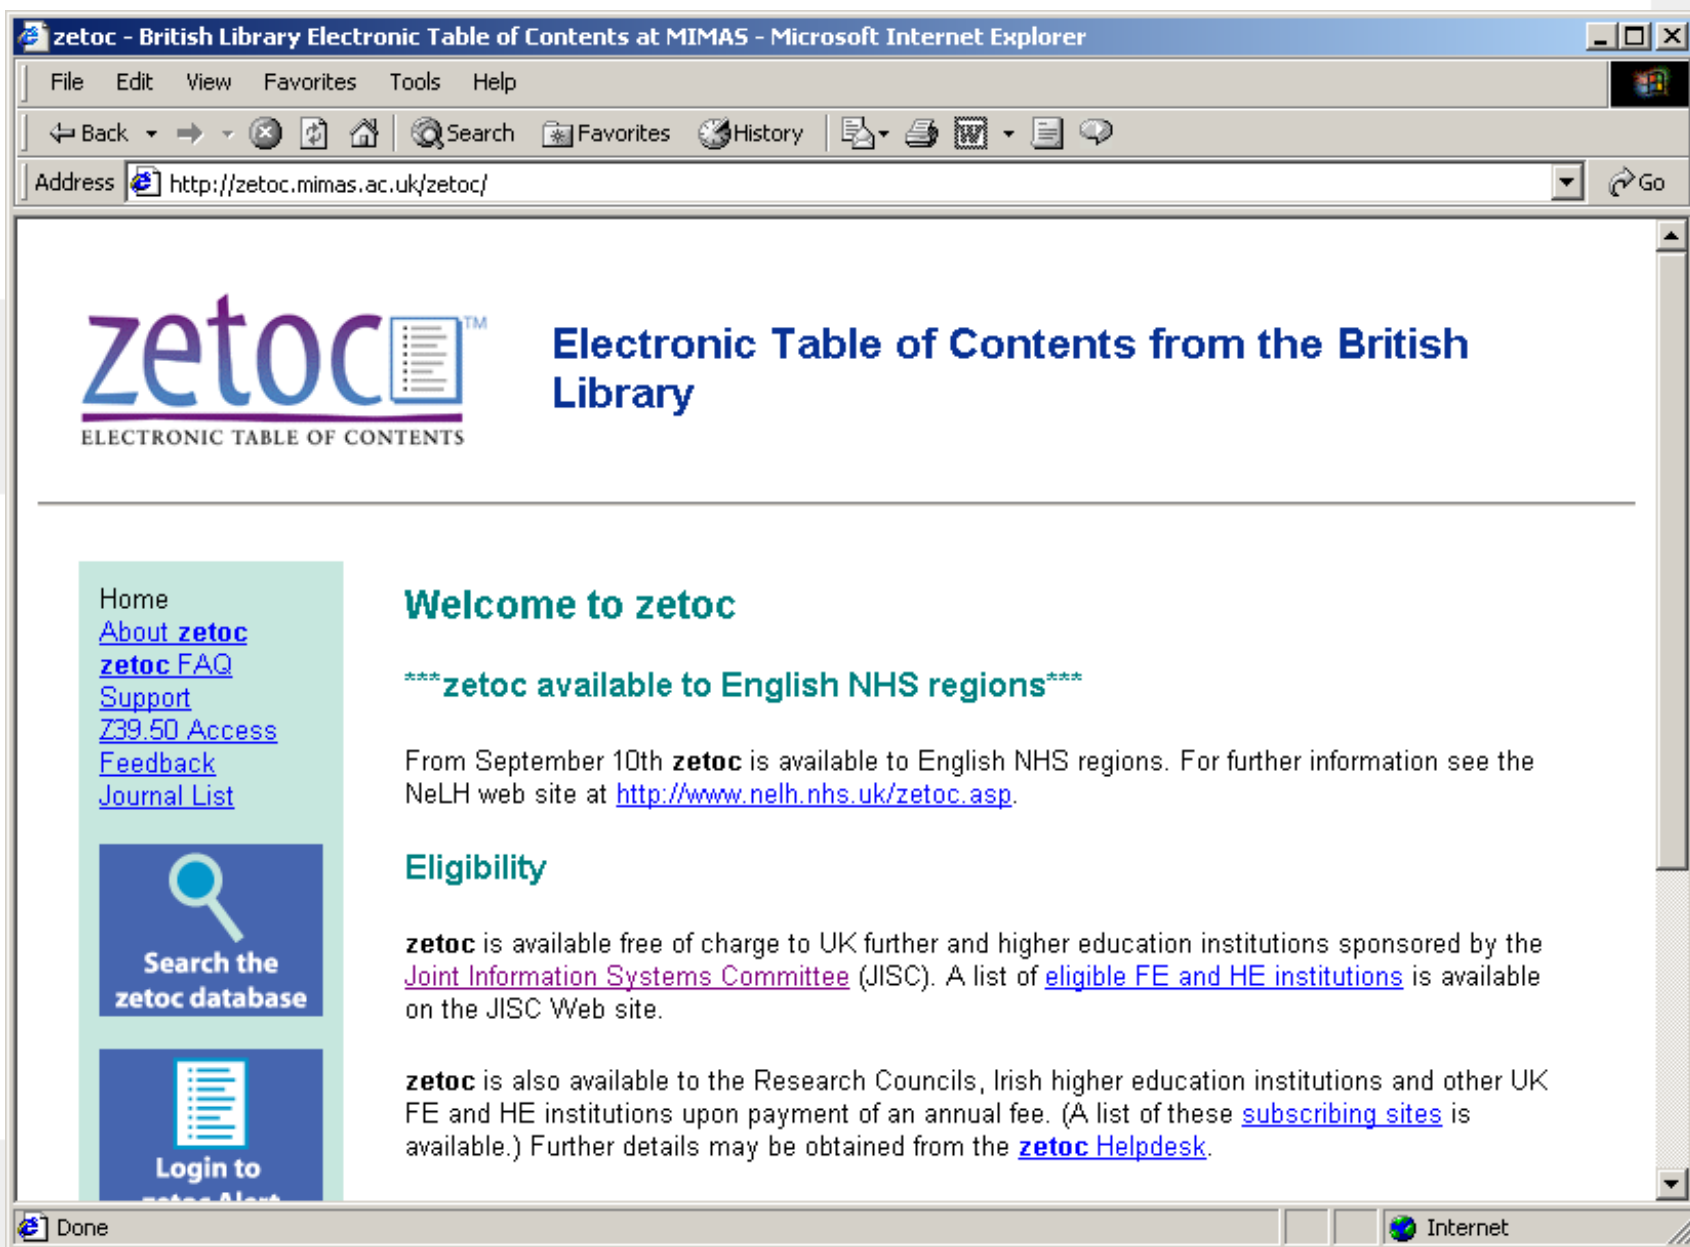 zetoc - British Library Electronic Table of Contents at MIMAS - Microsoft Internet Explorer
File Edit View Favorites Tools Help
Back Search Favorites History
Address http://zetoc.mimas.ac.uk/zetoc/ Go
zetoc™
ELECTRONIC TABLE OF CONTENTS
Electronic Table of Contents from the British
Library
Home
About zetoc
zetoc FAQ
Support
Z39.50 Access
Feedback
Journal List
Search the
zetoc database
Login to
zetoc Alert
Welcome to zetoc
***zetoc available to English NHS regions***
From September 10th zetoc is available to English NHS regions. For further information see the
NeLH web site at http://www.nelh.nhs.uk/zetoc.asp.
Eligibility
zetoc is available free of charge to UK further and higher education institutions sponsored by the
Joint Information Systems Committee (JISC). A list of eligible FE and HE institutions is available
on the JISC Web site.
zetoc is also available to the Research Councils, Irish higher education institutions and other UK
FE and HE institutions upon payment of an annual fee. (A list of these subscribing sites is
available.) Further details may be obtained from the zetoc Helpdesk.
Done Internet